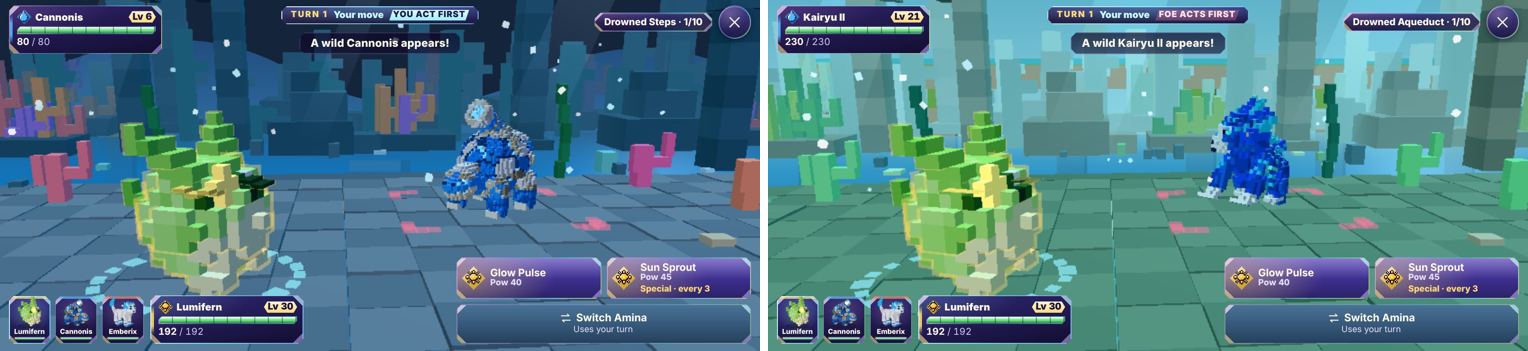 Cannonis Lv 6
80 / 80
TURN 1 Your move YOU ACT FIRST
A wild Cannonis appears!
Drowned Steps · 1/10
Glow Pulse
Pow 40
Sun Sprout
Pow 45
Special · every 3
Switch Amina
Uses your turn
Lumifern
Cannonis
Emberix
Lumifern Lv 30
192 / 192
Kairyu II Lv 21
230 / 230
TURN 1 Your move FOE ACTS FIRST
A wild Kairyu II appears!
Drowned Aqueduct · 1/10
Glow Pulse
Pow 40
Sun Sprout
Pow 45
Special · every 3
Switch Amina
Uses your turn
Lumifern
Cannonis
Emberix
Lumifern Lv 30
192 / 192